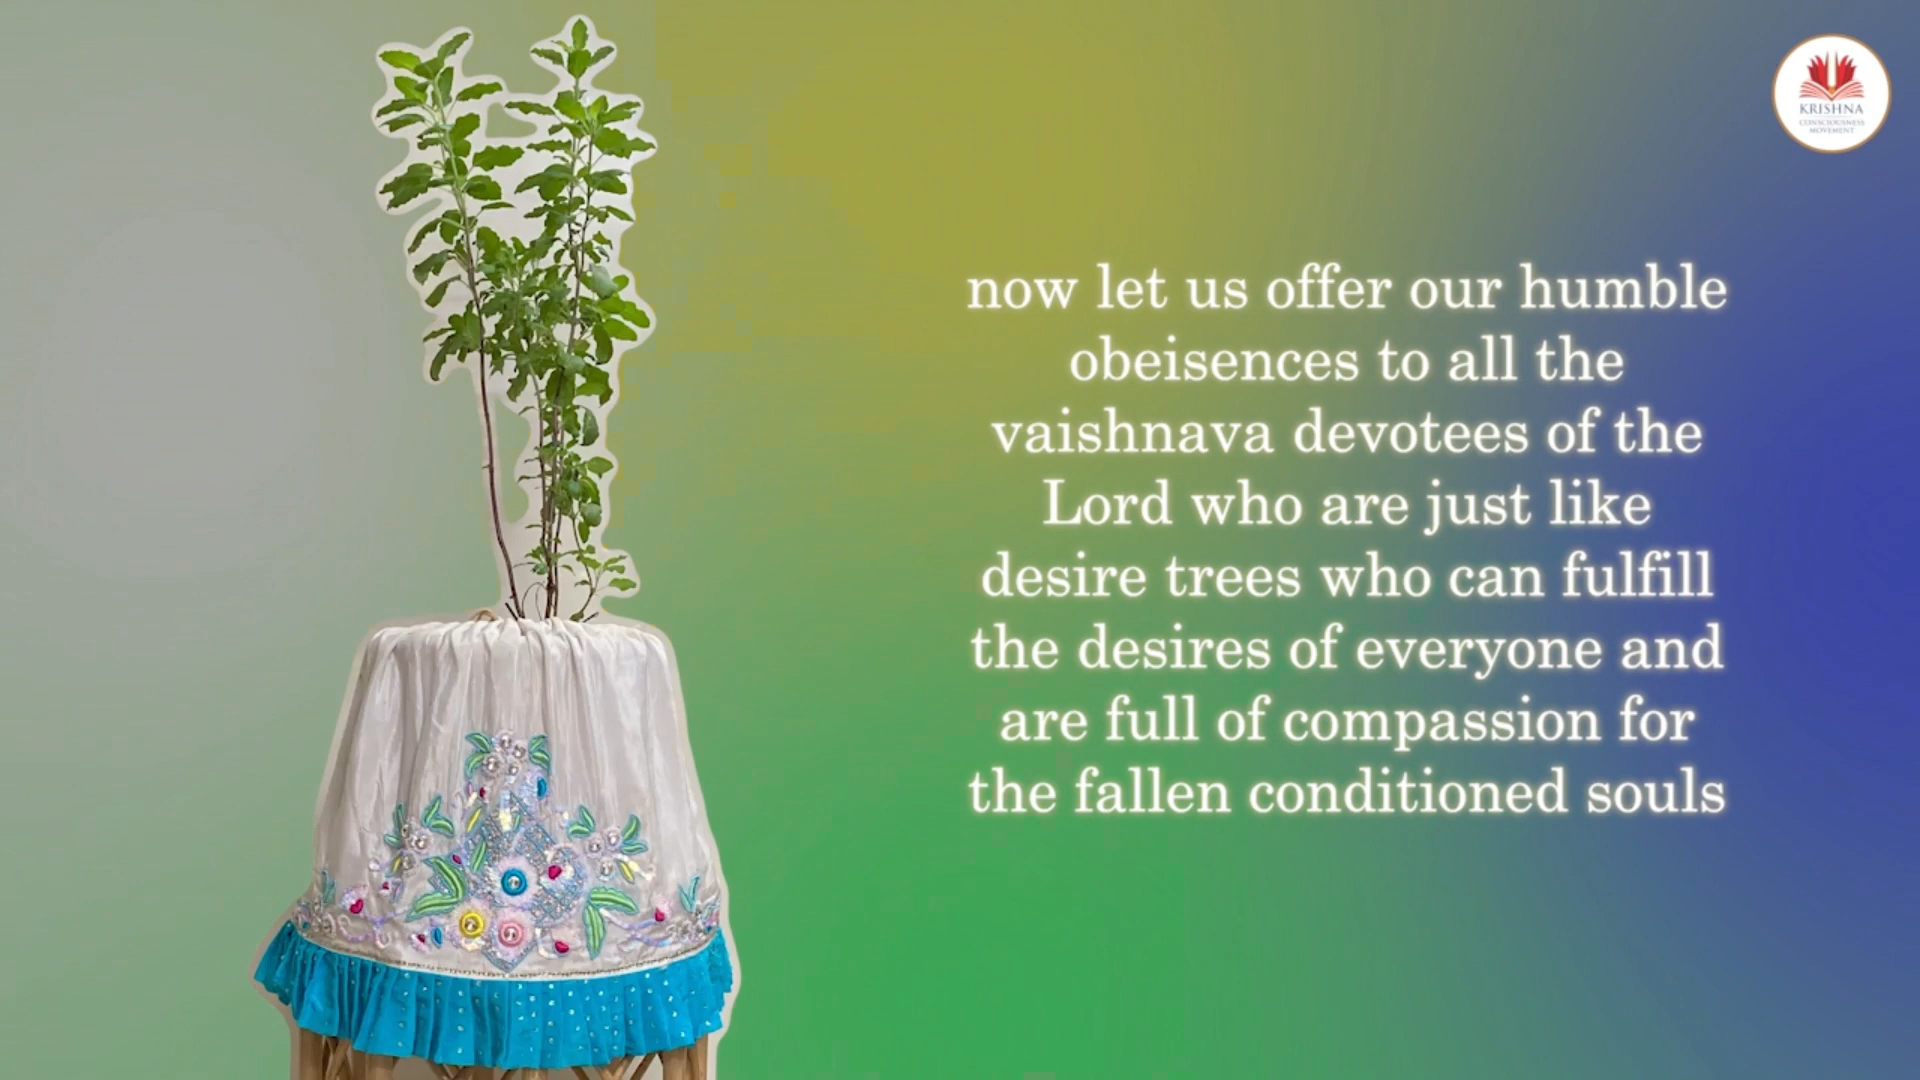 KRISHNA
CONSCIOUSNESS
MOVEMENT
now let us offer our humble
obeisences to all the
vaishnava devotees of the
Lord who are just like
desire trees who can fulfill
the desires of everyone and
are full of compassion for
the fallen conditioned souls